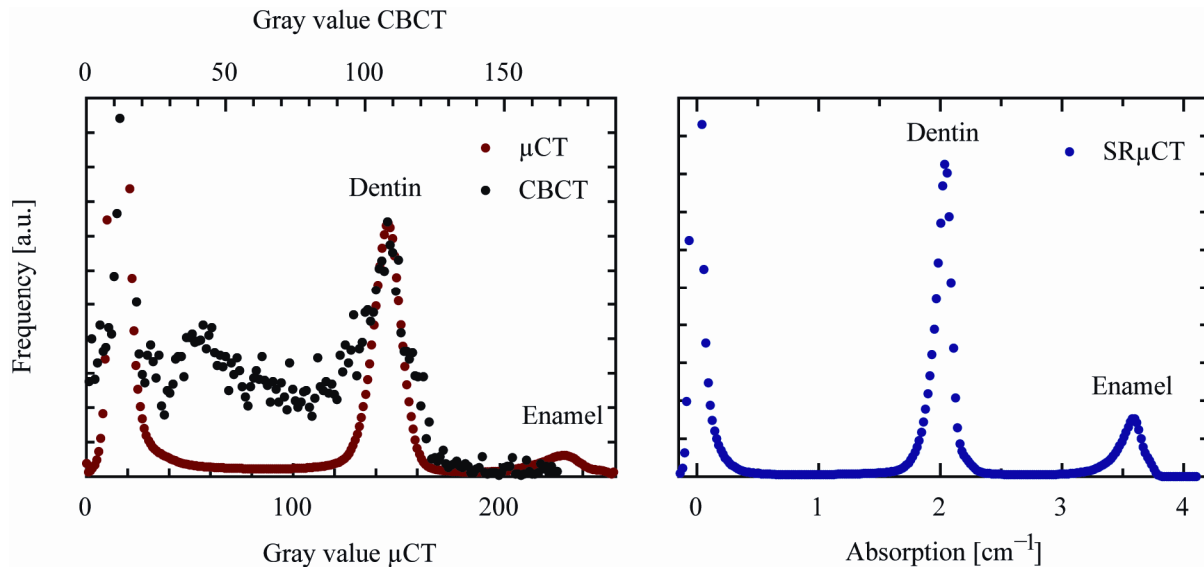 Gray value CBCT
0 50 100 150
µCT
CBCT
Dentin
Enamel
Frequency [a.u.]
0 100 200
Gray value µCT
Dentin
SRµCT
Enamel
0 1 2 3 4
Absorption [cm⁻¹]